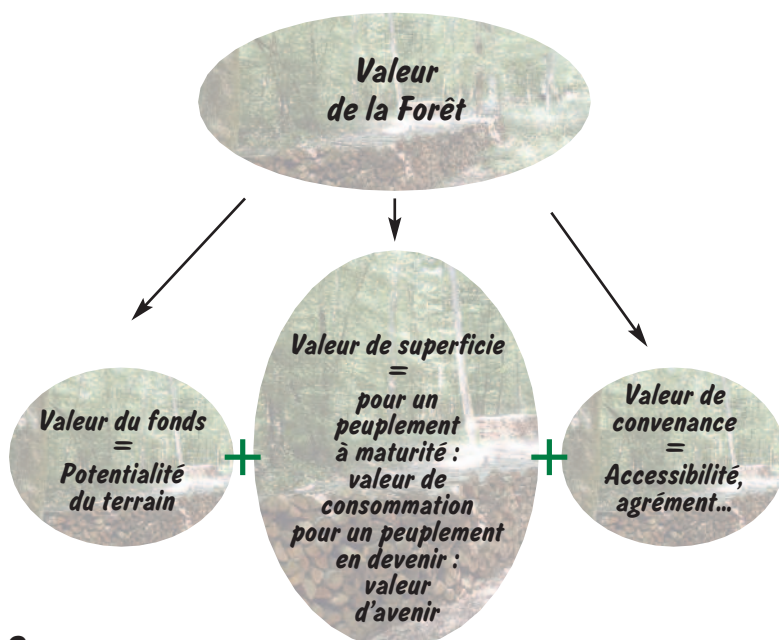 Valeur
de la Forêt
Valeur du fonds
=
Potentialité
du terrain
+
Valeur de superficie
=
pour un
peuplement
à maturité :
valeur de
consommation
pour un peuplement
en devenir :
valeur
d'avenir
+
Valeur de
convenance
=
Accessibilité,
agrément...